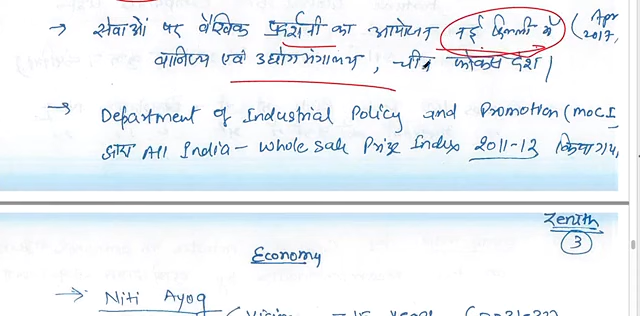 → सेवाओं पर वैश्विक प्रदर्शनी का आयोजन नई दिल्ली में (Apr 2017,
वाणिज्य एवं उद्योग मंत्रालय, चीन फोकस देश।
→ Department of Industrial Policy and Promotion (MOCI
द्वारा All India - Whole Sale Prize Index 2011-12 किया गया,
Zenith
3
Economy
→ Niti Ayog